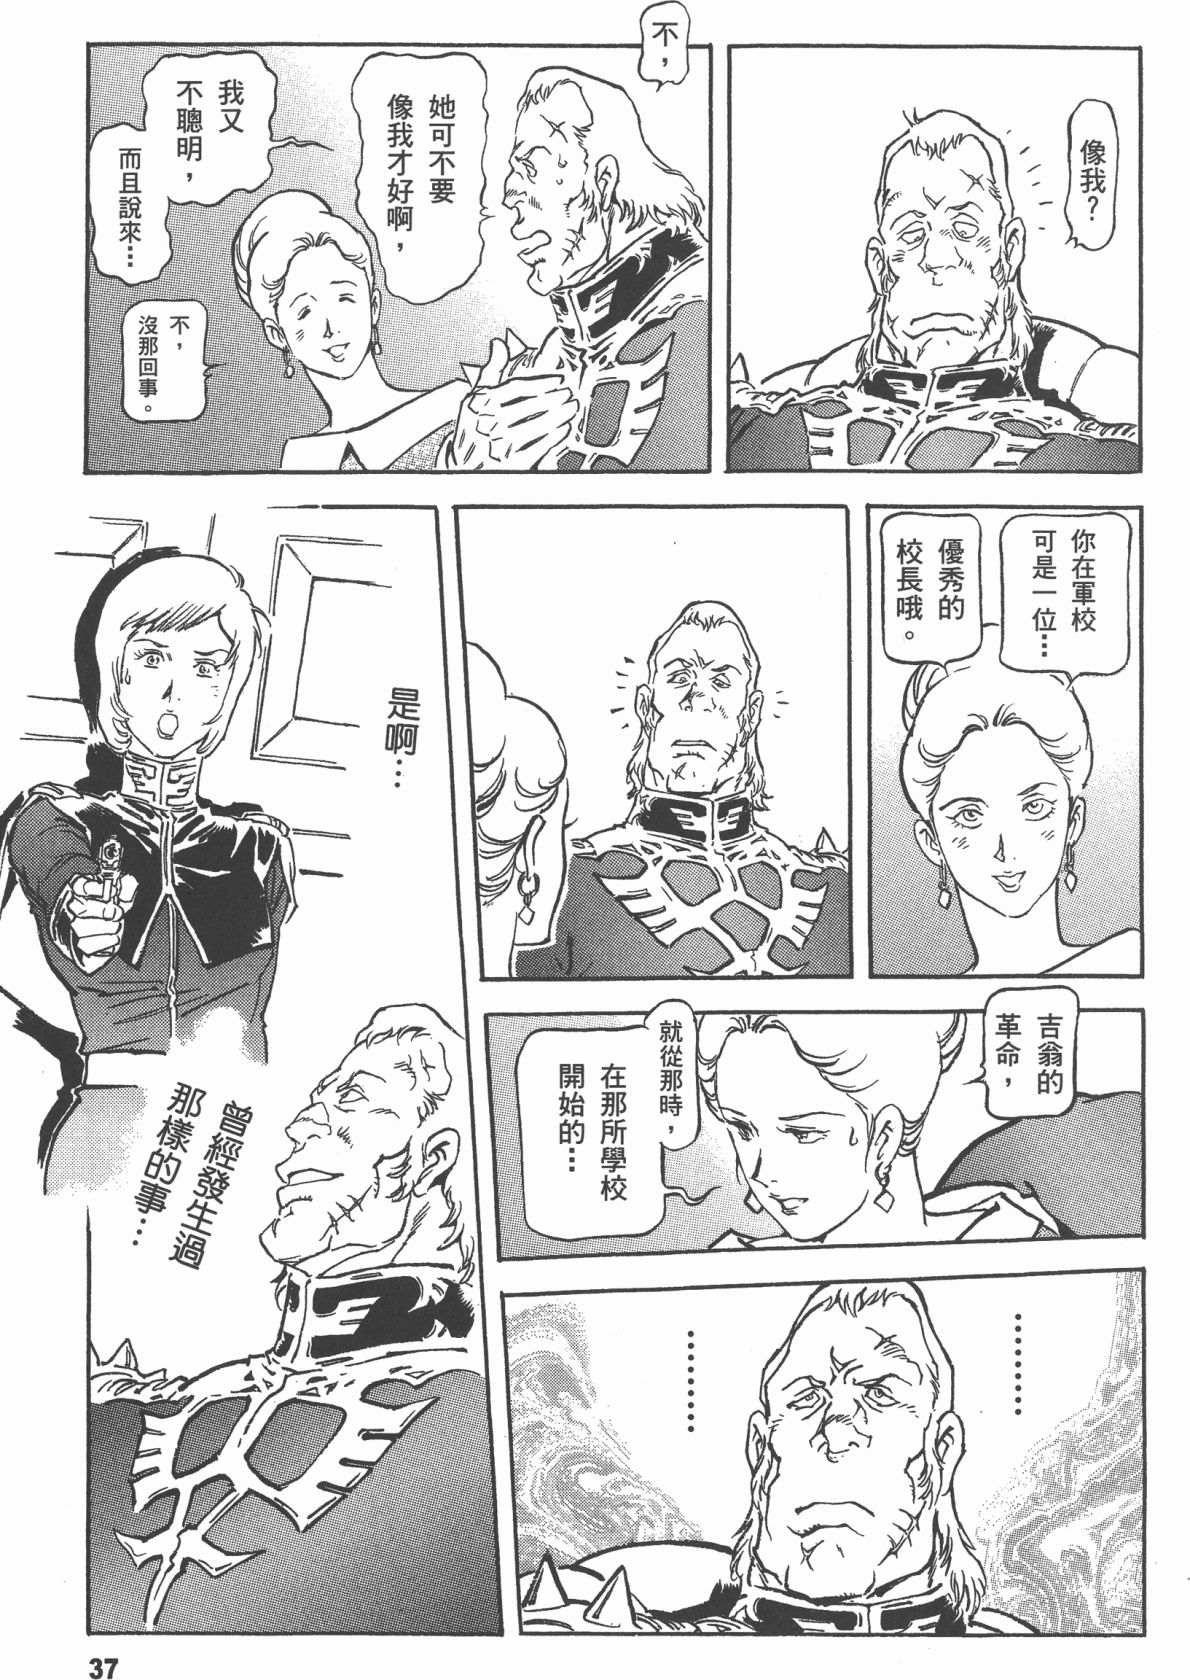 像我?
不，
她可不要
像我才好啊，
我又
不聰明，
而且說來…
不，
沒那回事。
你在軍校
可是一位…
優秀的
校長哦。
吉翁的
革命，
就從那時，
在那所學校
開始的…
………
………
是啊…
曾經發生過
那樣的事…
37